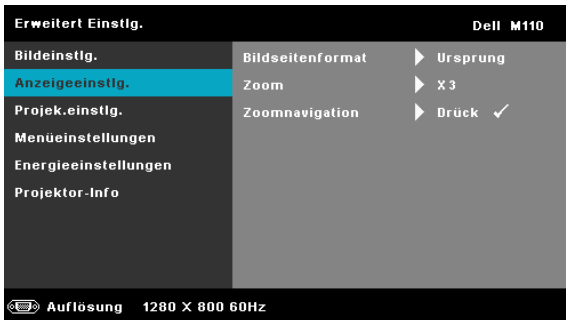 Erweitert Einstlg. Dell M110
Bildeinstlg.
Anzeigeeinstlg.
Projek.einstlg.
Menüeinstellungen
Energieeinstellungen
Projektor-Info
Bildseitenformat Ursprung
Zoom X3
Zoomnavigation Drück ✓
Auflösung 1280 X 800 60Hz